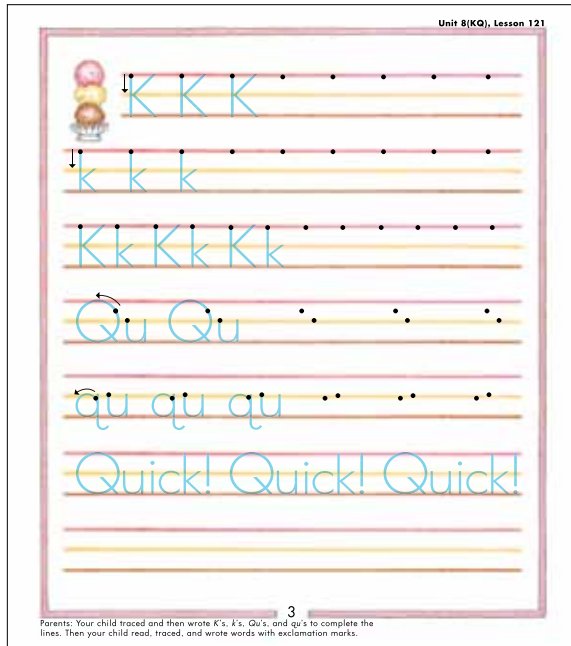 Unit 8(KQ), Lesson 121
K K K
k k k
Kk Kk Kk
Qu Qu
qu qu qu
Quick! Quick! Quick!
3
Parents: Your child traced and then wrote K's, k's, Qu's, and qu's to complete the
lines. Then your child read, traced, and wrote words with exclamation marks.